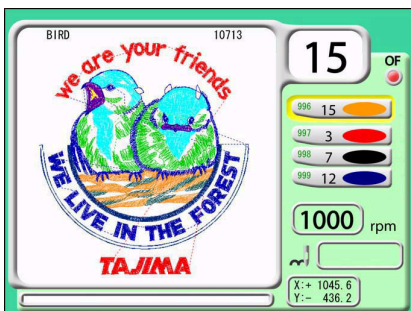 BIRD 10713
we are your friends
WE LIVE IN THE FOREST
TAJIMA
15
OF
996 15
997 3
998 7
999 12
1000 rpm
X:+ 1045.6
Y:- 436.2